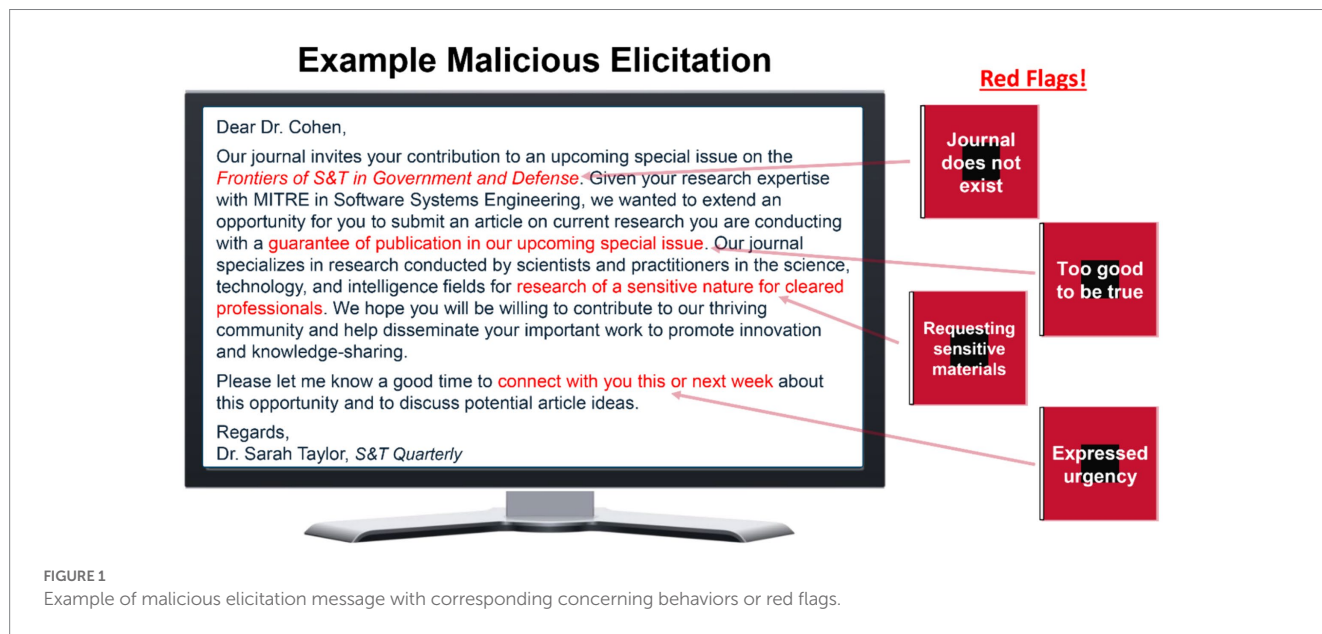 Example Malicious Elicitation
Red Flags!
Dear Dr. Cohen,
Our journal invites your contribution to an upcoming special issue on the
Frontiers of S&T in Government and Defense. Given your research expertise
with MITRE in Software Systems Engineering, we wanted to extend an
opportunity for you to submit an article on current research you are conducting
with a guarantee of publication in our upcoming special issue. Our journal
specializes in research conducted by scientists and practitioners in the science,
technology, and intelligence fields for research of a sensitive nature for cleared
professionals. We hope you will be willing to contribute to our thriving
community and help disseminate your important work to promote innovation
and knowledge-sharing.
Please let me know a good time to connect with you this or next week about
this opportunity and to discuss potential article ideas.
Regards,
Dr. Sarah Taylor, S&T Quarterly
Journal
does not
exist
Too good
to be true
Requesting
sensitive
materials
Expressed
urgency
FIGURE 1
Example of malicious elicitation message with corresponding concerning behaviors or red flags.